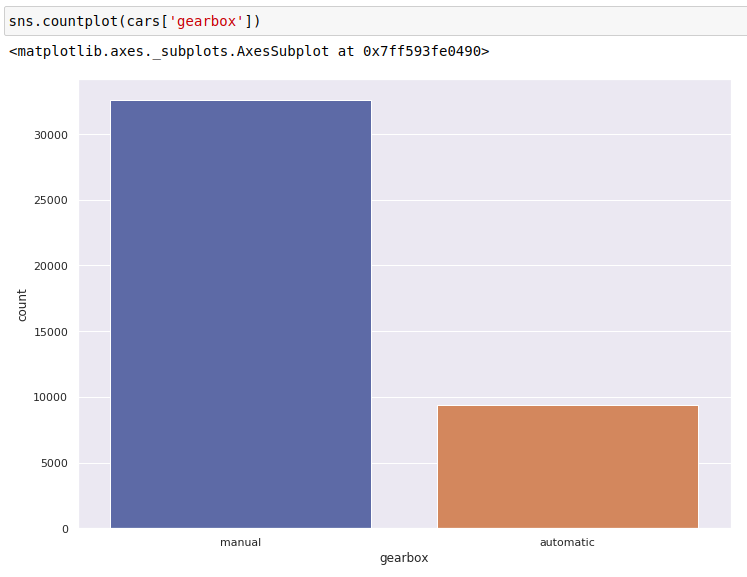 sns.countplot(cars['gearbox'])
<matplotlib.axes._subplots.AxesSubplot at 0x7ff593fe0490>
30000
25000
20000
15000
10000
5000
0
count
manual automatic
gearbox